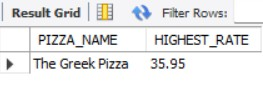 Result Grid Filter Rows:
PIZZA_NAME HIGHEST_RATE
The Greek Pizza 35.95